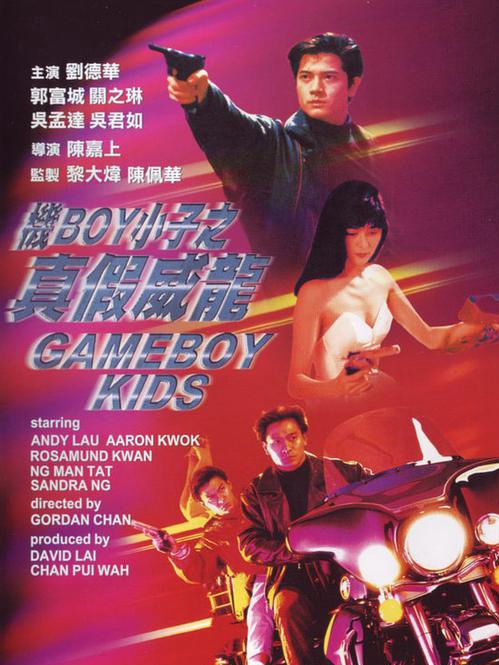 主演 劉德華
郭富城 關之琳
吳孟達 吳君如
導演 陳嘉上
監製 黎大煒 陳佩華
機BOY小子之
真假威龍
GAMEBOY
KIDS
starring
ANDY LAU AARON KWOK
ROSAMUND KWAN
NG MAN TAT
SANDRA NG
directed by
GORDAN CHAN
produced by
DAVID LAI
CHAN PUI WAH